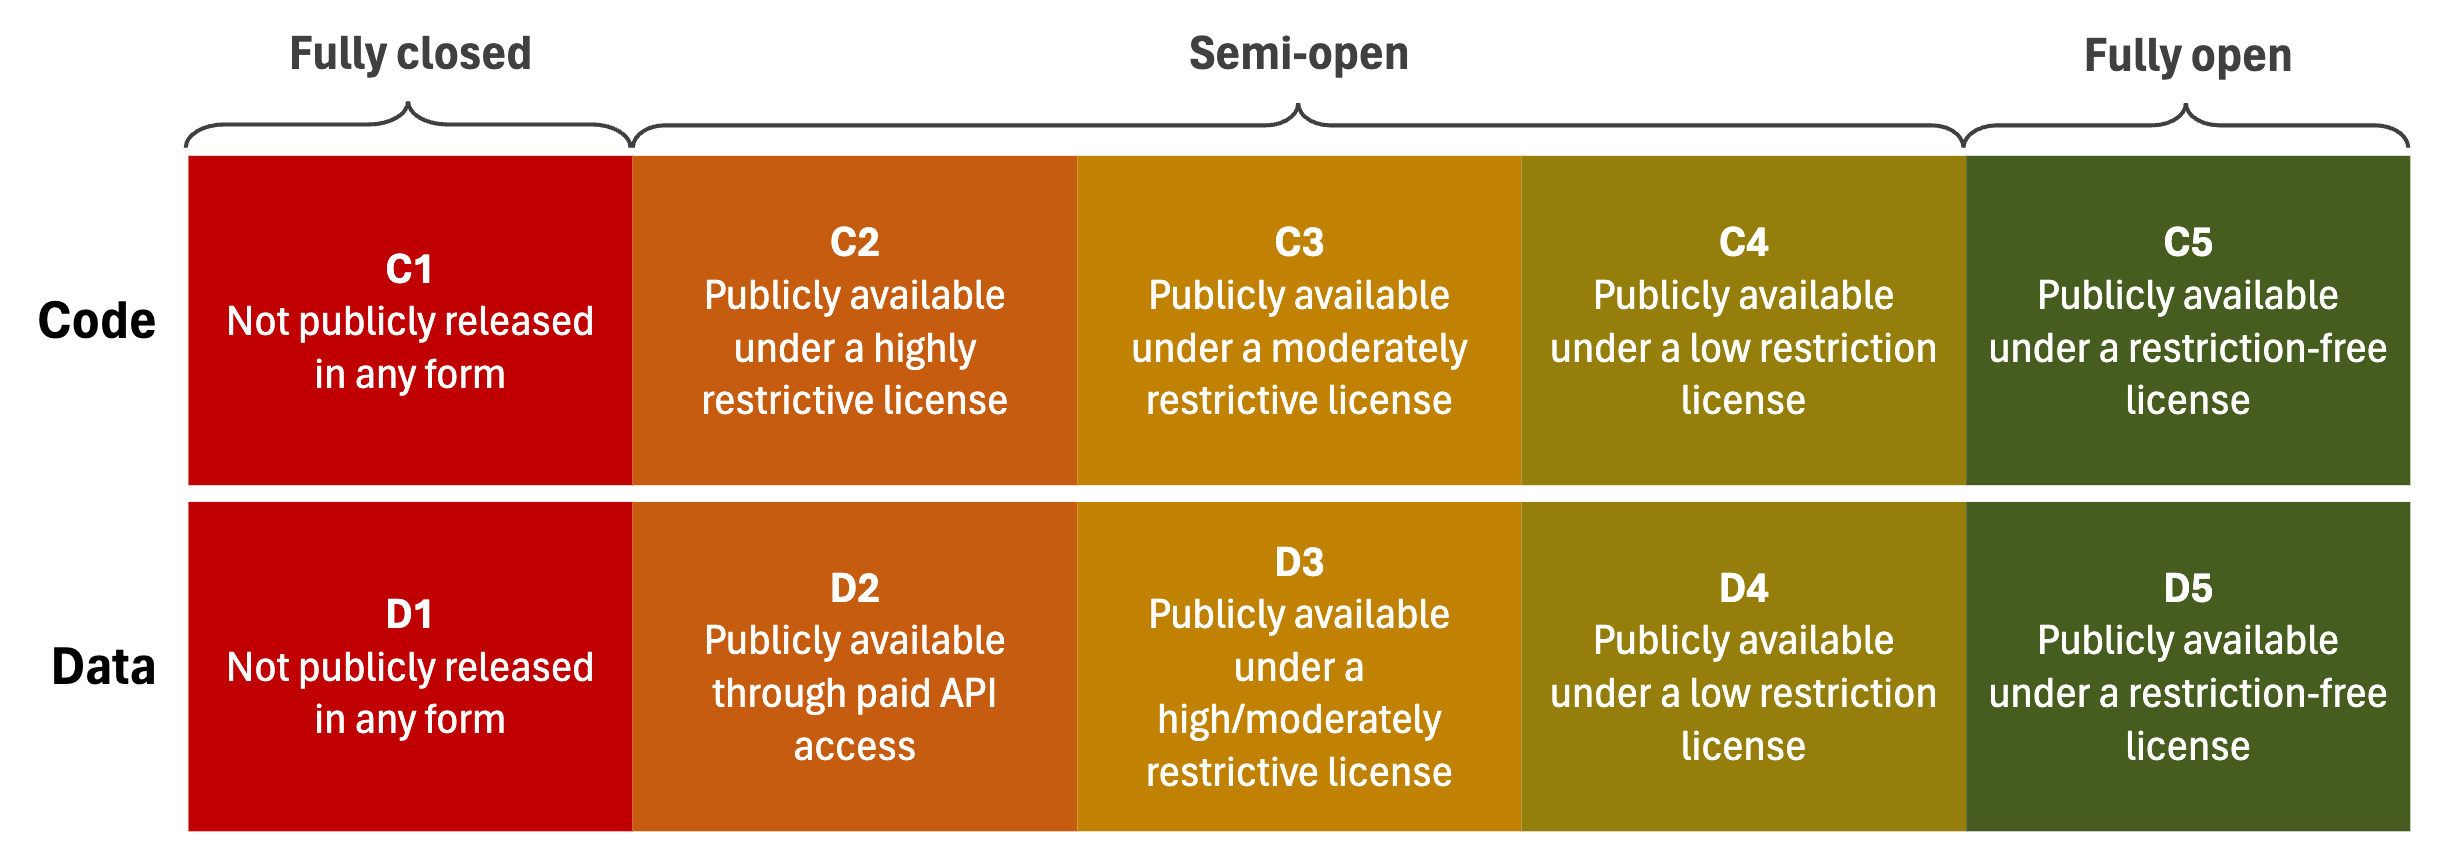 Fully closed
Semi-open
Fully open
Code
C1
Not publicly released
in any form
C2
Publicly available
under a highly
restrictive license
C3
Publicly available
under a moderately
restrictive license
C4
Publicly available
under a low restriction
license
C5
Publicly available
under a restriction-free
license
Data
D1
Not publicly released
in any form
D2
Publicly available
through paid API
access
D3
Publicly available
under a
high/moderately
restrictive license
D4
Publicly available
under a low restriction
license
D5
Publicly available
under a restriction-free
license